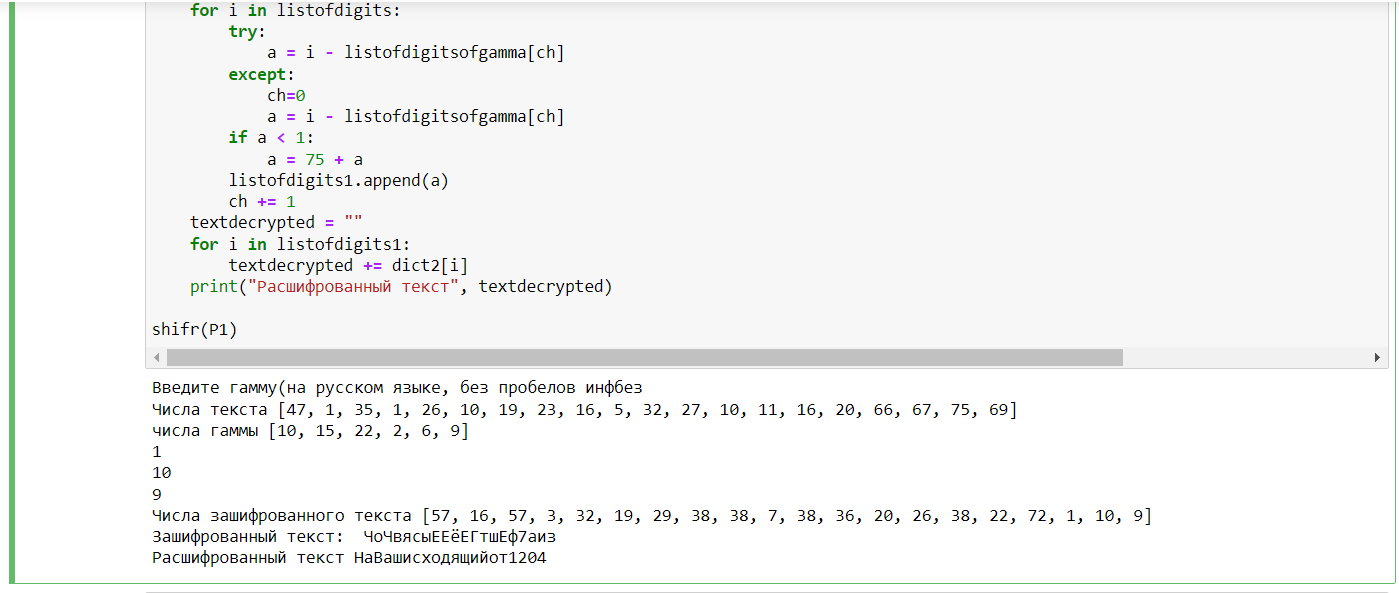 for i in listofdigits:
try:
a = i - listofdigitsofgamma[ch]
except:
ch=0
a = i - listofdigitsofgamma[ch]
if a < 1:
a = 75 + a
listofdigits1.append(a)
ch += 1
textdecrypted = ""
for i in listofdigits1:
textdecrypted += dict2[i]
print("Расшифрованный текст", textdecrypted)
shifr(P1)
Введите гамму(на русском языке, без пробелов инфбез
Числа текста [47, 1, 35, 1, 26, 10, 19, 23, 16, 5, 32, 27, 10, 11, 16, 20, 66, 67, 75, 69]
числа гаммы [10, 15, 22, 2, 6, 9]
1
10
9
Числа зашифрованного текста [57, 16, 57, 3, 32, 19, 29, 38, 38, 7, 38, 36, 20, 26, 38, 22, 72, 1, 10, 9]
Зашифрованный текст:  ЧоЧвясыЕЕёЕГтшЕф7аиз
Расшифрованный текст НаВашисходящийот1204